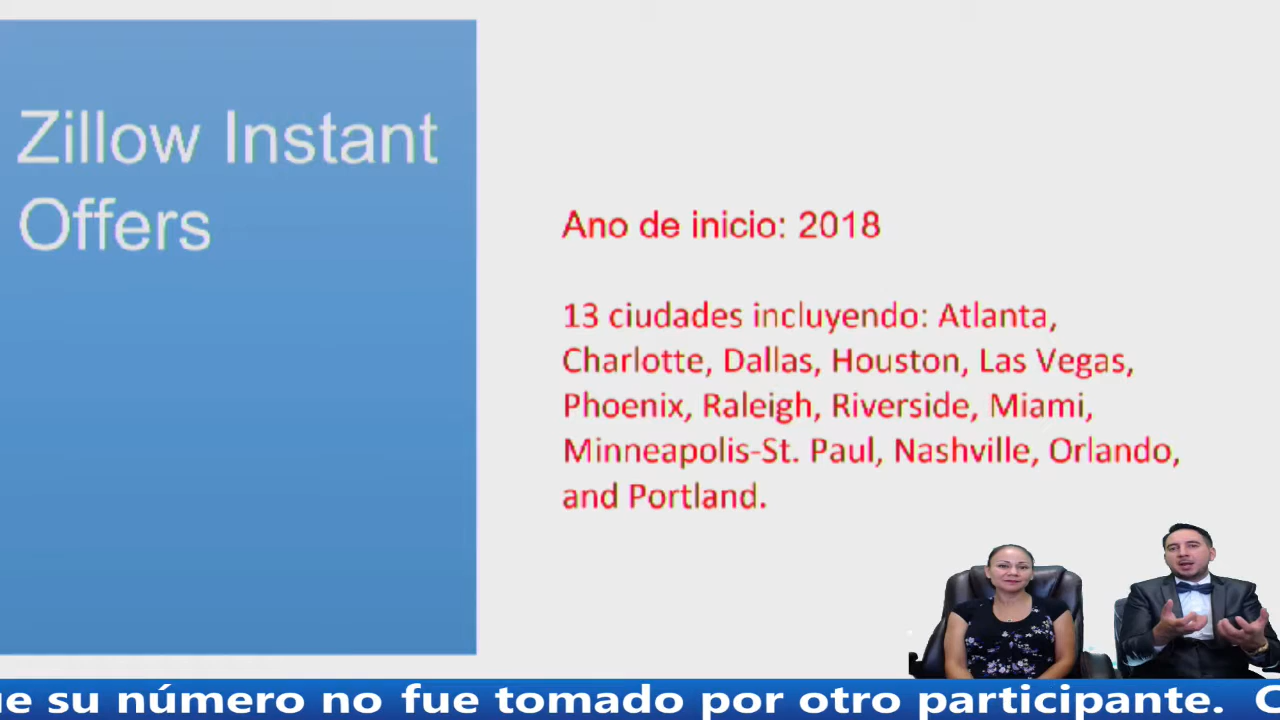 Zillow Instant
Offers
Ano de inicio: 2018
13 ciudades incluyendo: Atlanta,
Charlotte, Dallas, Houston, Las Vegas,
Phoenix, Raleigh, Riverside, Miami,
Minneapolis-St. Paul, Nashville, Orlando,
and Portland.
su número no fue tomado por otro participante.